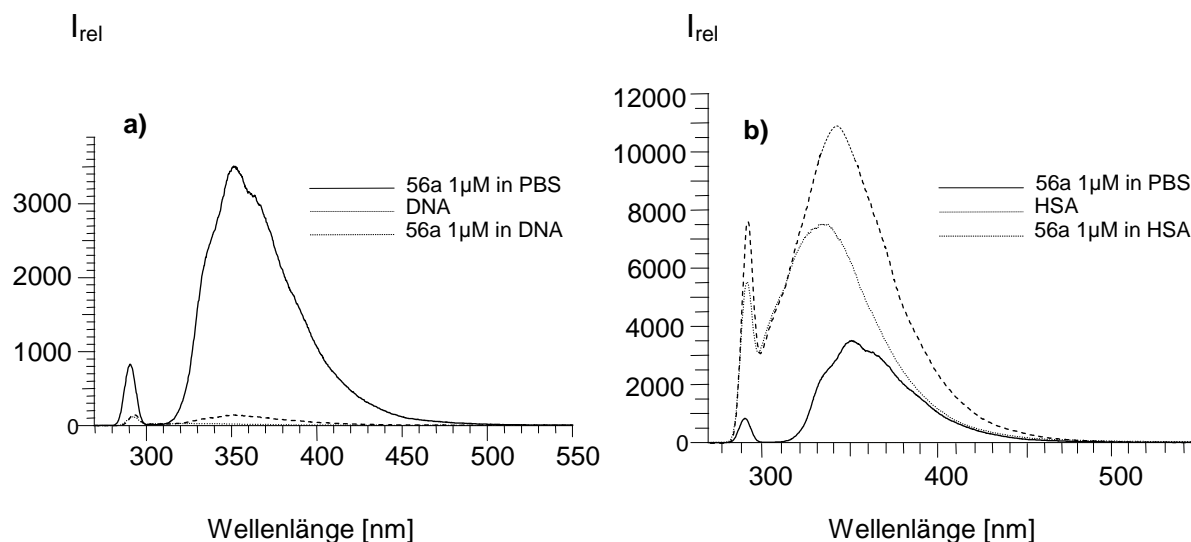 I_rel
a)
3000
2000
1000
0
300 350 400 450 500 550
Wellenlänge [nm]
56a 1µM in PBS
DNA
56a 1µM in DNA
I_rel
b)
12000
10000
8000
6000
4000
2000
0
300 400 500
Wellenlänge [nm]
56a 1µM in PBS
HSA
56a 1µM in HSA